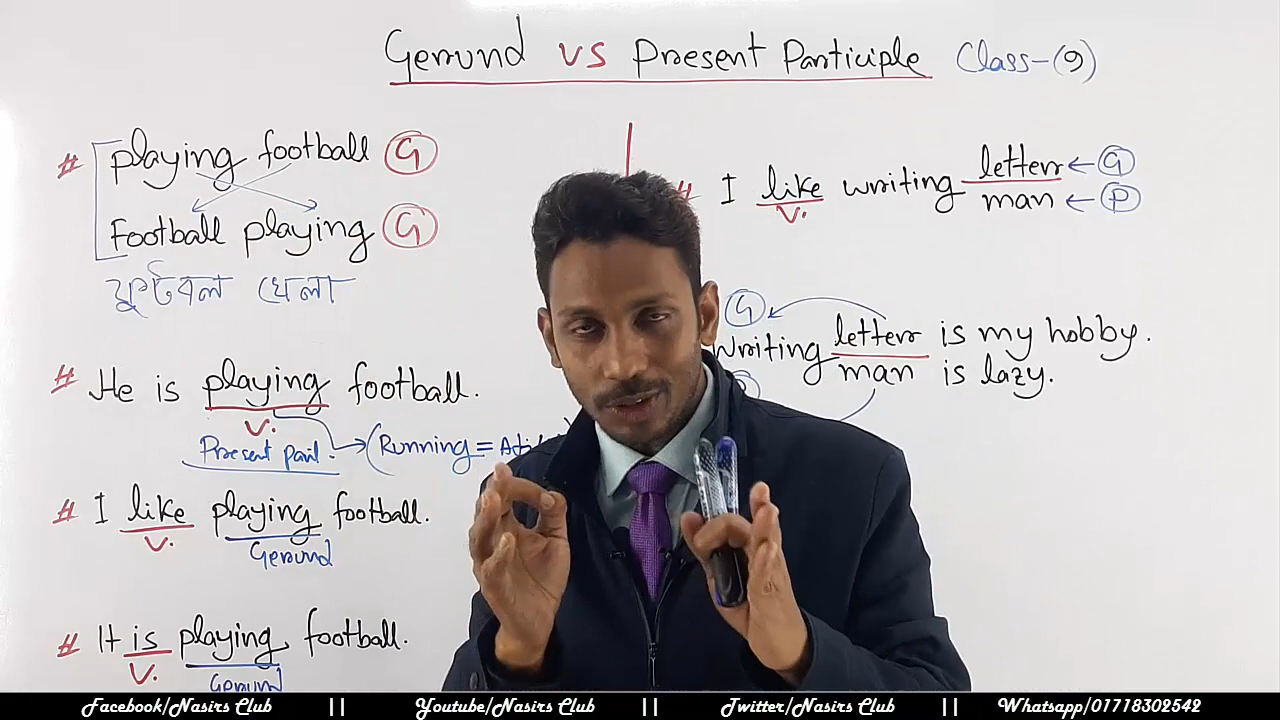 Gerund vs Present Participle Class-(9)
# playing football G
Football playing G
ফুটবল খেলা
# He is playing football.
V.
Present part. → (Running =
# I like playing football.
V. Gerund
# It is playing football.
V. Gerund
# I like writing letter ← G
V. man ← P
G
Writing letter is my hobby.
man is lazy.
Facebook/Nasirs Club || Youtube/Nasirs Club || Twitter/Nasirs Club || Whatsapp/01718302542